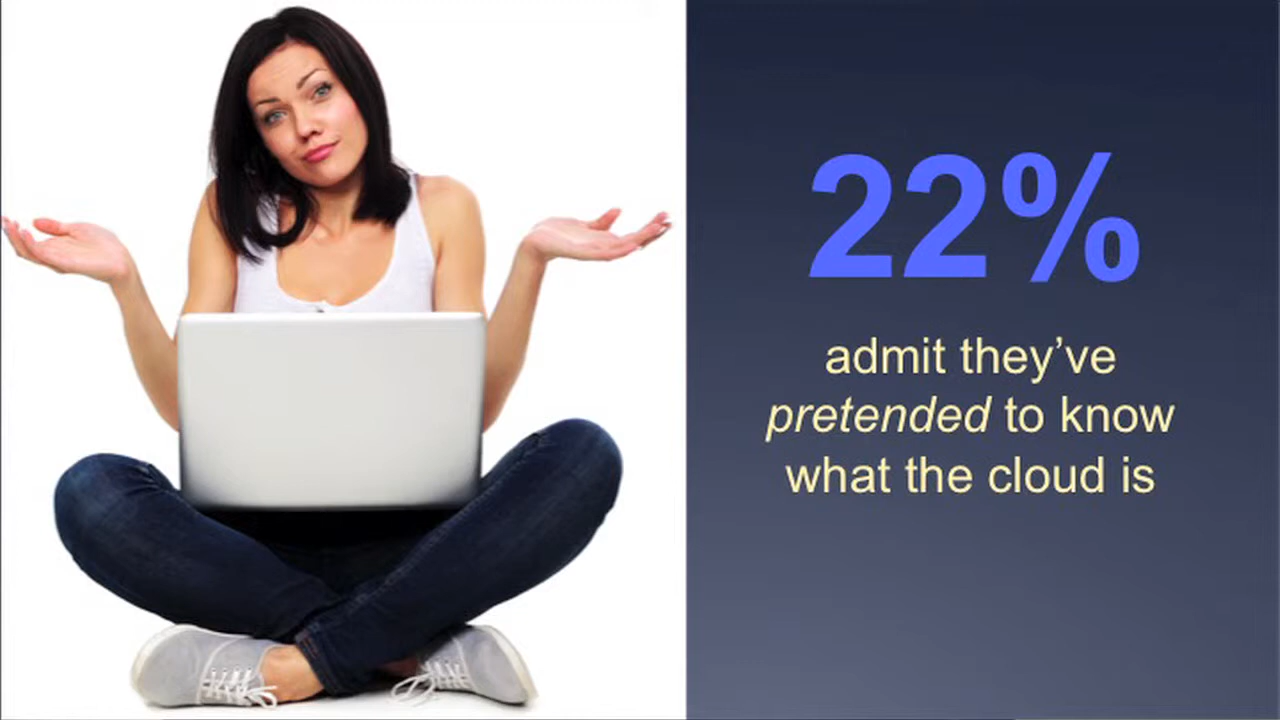 22%
admit they’ve
pretended to know
what the cloud is